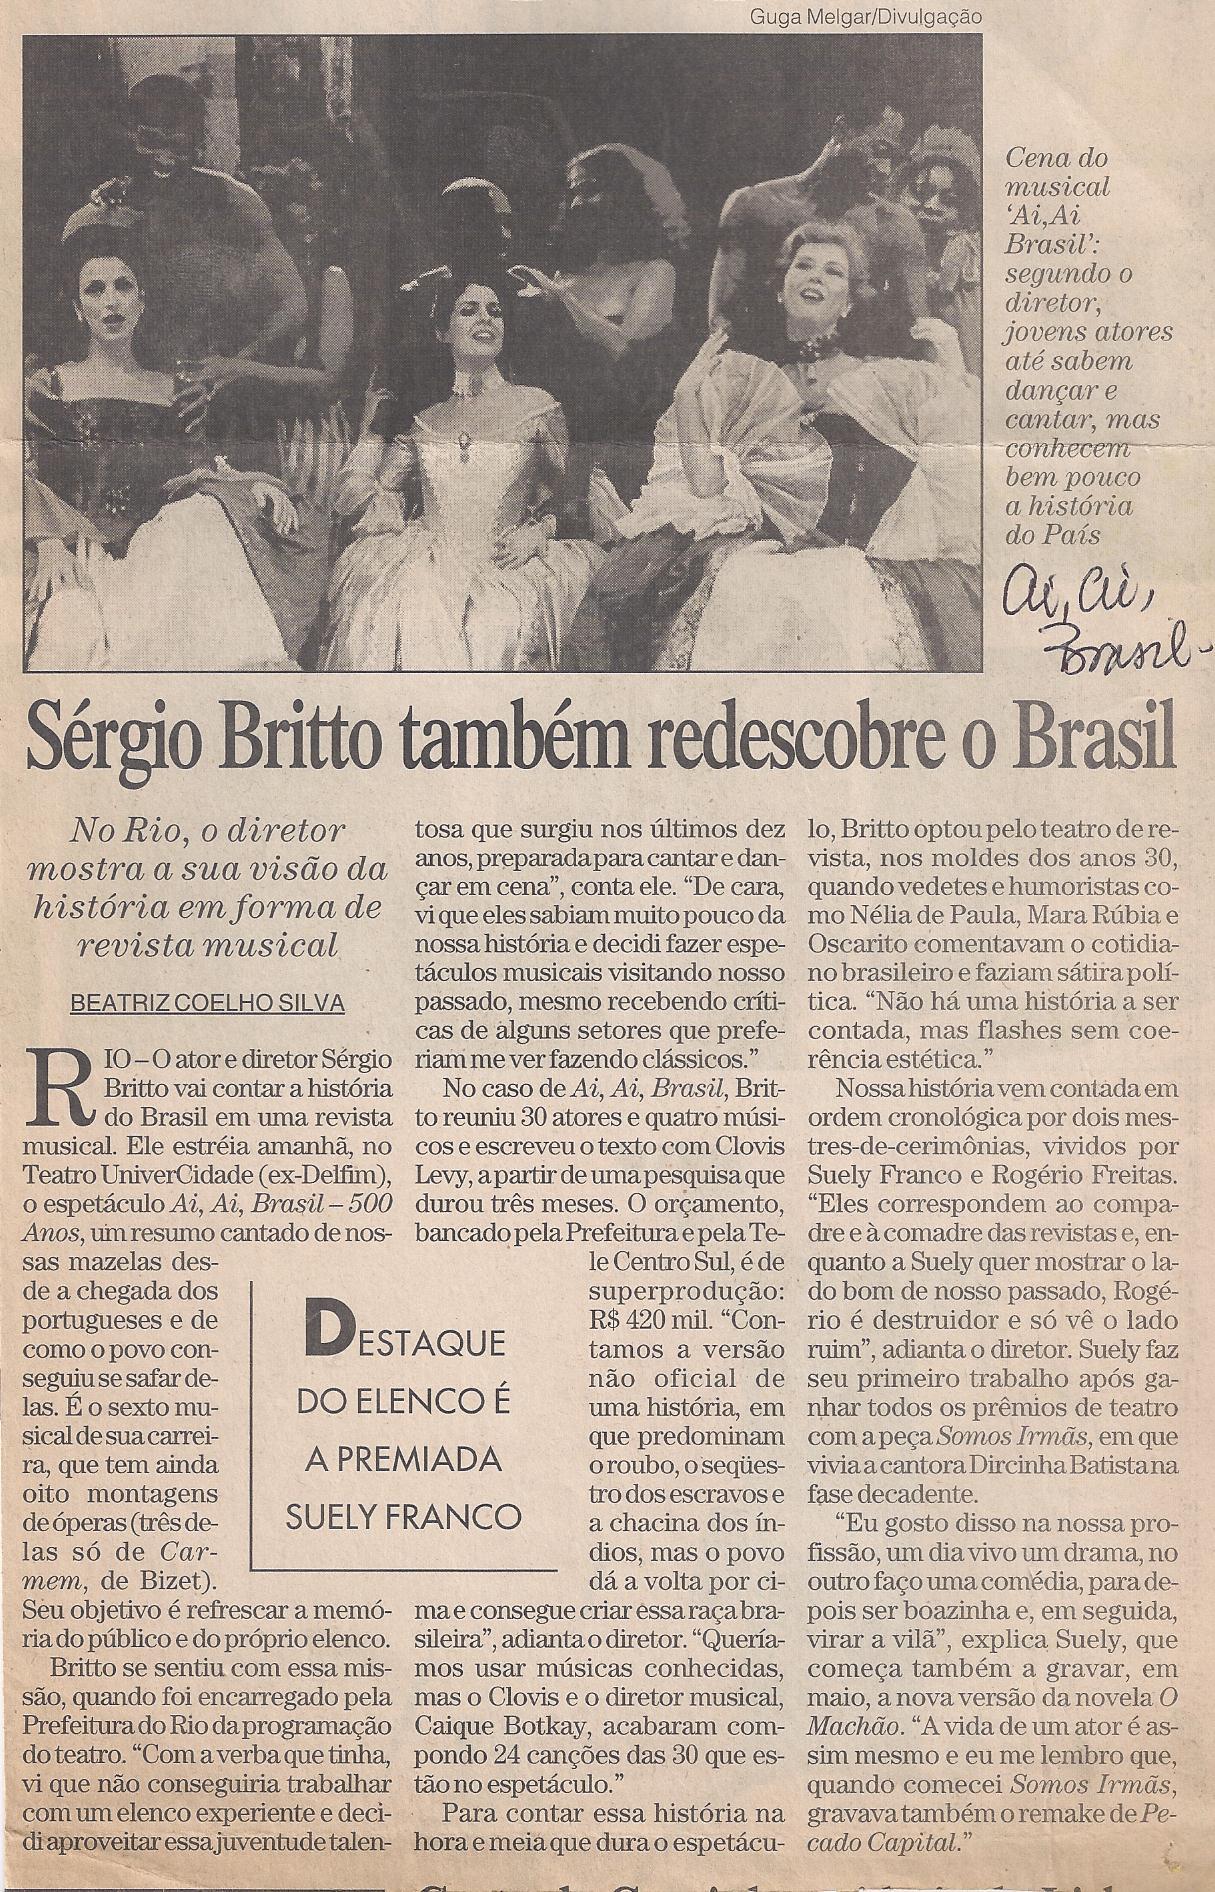 Guga Melgar/Divulgação
Cena do
musical
‘Ai,Ai
Brasil’:
segundo o
diretor,
jovens atores
até sabem
dançar e
cantar, mas
conhecem
bem pouco
a história
do País
Ai, Ai,
Brasil-
Sérgio Britto também redescobre o Brasil
No Rio, o diretor
mostra a sua visão da
história em forma de
revista musical
BEATRIZ COELHO SILVA
RIO – O ator e diretor Sérgio
Britto vai contar a história
do Brasil em uma revista
musical. Ele estréia amanhã, no
Teatro UniverCidade (ex-Delfim),
o espetáculo Ai, Ai, Brasil – 500
Anos, um resumo cantado de nos-
sas mazelas des-
de a chegada dos
portugueses e de
como o povo con-
seguiu se safar de-
las. É o sexto mu-
sical de sua carrei-
ra, que tem ainda
oito montagens
de óperas (três de-
las só de Car-
mem, de Bizet).
Seu objetivo é refrescar a memó-
ria do público e do próprio elenco.
Britto se sentiu com essa mis-
são, quando foi encarregado pela
Prefeitura do Rio da programação
do teatro. “Com a verba que tinha,
vi que não conseguiria trabalhar
com um elenco experiente e deci-
di aproveitar essa juventude talen-
DESTAQUE
DO ELENCO É
A PREMIADA
SUELY FRANCO
tosa que surgiu nos últimos dez
anos, preparada para cantar e dan-
çar em cena”, conta ele. “De cara,
vi que eles sabiam muito pouco da
nossa história e decidi fazer espe-
táculos musicais visitando nosso
passado, mesmo recebendo críti-
cas de alguns setores que prefe-
riam me ver fazendo clássicos.”
No caso de Ai, Ai, Brasil, Brit-
to reuniu 30 atores e quatro músi-
cos e escreveu o texto com Clovis
Levy, a partir de uma pesquisa que
durou três meses. O orçamento,
bancado pela Prefeitura e pela Te-
le Centro Sul, é de
superprodução:
R$ 420 mil. “Con-
tamos a versão
não oficial de
uma história, em
que predominam
o roubo, o seqües-
tro dos escravos e
a chacina dos ín-
dios, mas o povo
dá a volta por ci-
ma e consegue criar essa raça bra-
sileira”, adianta o diretor. “Quería-
mos usar músicas conhecidas,
mas o Clovis e o diretor musical,
Caique Botkay, acabaram com-
pondo 24 canções das 30 que es-
tão no espetáculo.”
Para contar essa história na
hora e meia que dura o espetácu-
lo, Britto optou pelo teatro de re-
vista, nos moldes dos anos 30,
quando vedetes e humoristas co-
mo Nélia de Paula, Mara Rúbia e
Oscarito comentavam o cotidia-
no brasileiro e faziam sátira polí-
tica. “Não há uma história a ser
contada, mas flashes sem coe-
rência estética.”
Nossa história vem contada em
ordem cronológica por dois mes-
tres-de-cerimônias, vividos por
Suely Franco e Rogério Freitas.
“Eles correspondem ao compa-
dre e à comadre das revistas e, en-
quanto a Suely quer mostrar o la-
do bom de nosso passado, Rogé-
rio é destruidor e só vê o lado
ruim”, adianta o diretor. Suely faz
seu primeiro trabalho após ga-
nhar todos os prêmios de teatro
com a peça Somos Irmãs, em que
vivia a cantora Dircinha Batista na
fase decadente.
“Eu gosto disso na nossa pro-
fissão, um dia vivo um drama, no
outro faço uma comédia, para de-
pois ser boazinha e, em seguida,
virar a vilã”, explica Suely, que
começa também a gravar, em
maio, a nova versão da novela O
Machão. “A vida de um ator é as-
sim mesmo e eu me lembro que,
quando comecei Somos Irmãs,
gravava também o remake de Pe-
cado Capital.”